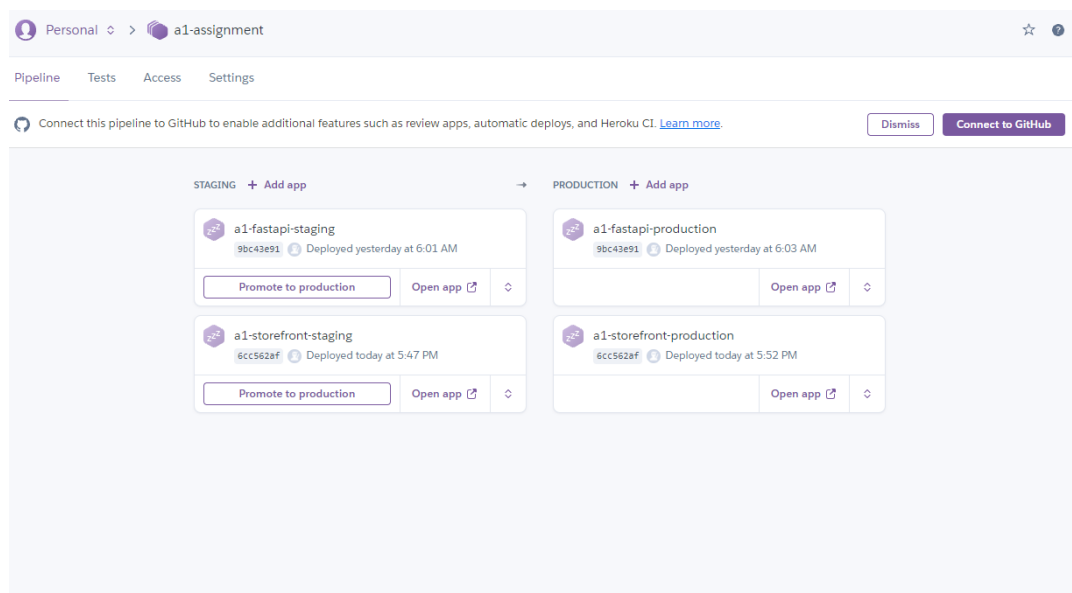 Personal > a1-assignment
Pipeline Tests Access Settings
Connect this pipeline to GitHub to enable additional features such as review apps, automatic deploys, and Heroku CI. Learn more.
Dismiss
Connect to GitHub
STAGING + Add app
PRODUCTION + Add app
a1-fastapi-staging
9bc43e91 Deployed yesterday at 6:01 AM
Promote to production
Open app
a1-fastapi-production
9bc43e91 Deployed yesterday at 6:03 AM
Open app
a1-storefront-staging
6cc562af Deployed today at 5:47 PM
Promote to production
Open app
a1-storefront-production
6cc562af Deployed today at 5:52 PM
Open app